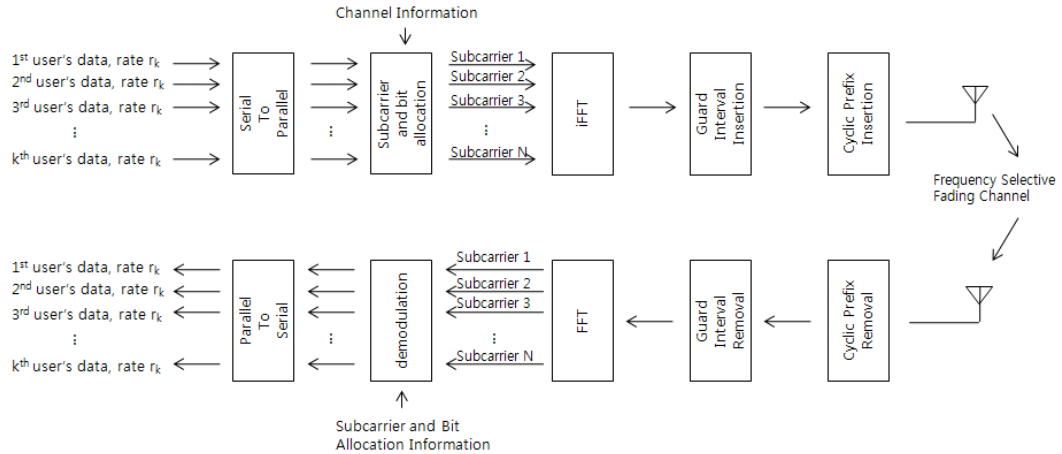 Channel Information
1st user's data, rate rk
2nd user's data, rate rk
3rd user's data, rate rk
⋮
kth user's data, rate rk
Serial
To
Parallel
⋮
Subcarrier
and bit
allocation
Subcarrier 1
Subcarrier 2
Subcarrier 3
⋮
Subcarrier N
iFFT
Guard
Interval
Insertion
Cyclic Prefix
Insertion
Frequency Selective
Fading Channel
1st user's data, rate rk
2nd user's data, rate rk
3rd user's data, rate rk
⋮
kth user's data, rate rk
Parallel
To
Serial
⋮
demodulation
Subcarrier 1
Subcarrier 2
Subcarrier 3
⋮
Subcarrier N
FFT
Guard
Interval
Removal
Cyclic Prefix
Removal
Subcarrier and Bit
Allocation Information